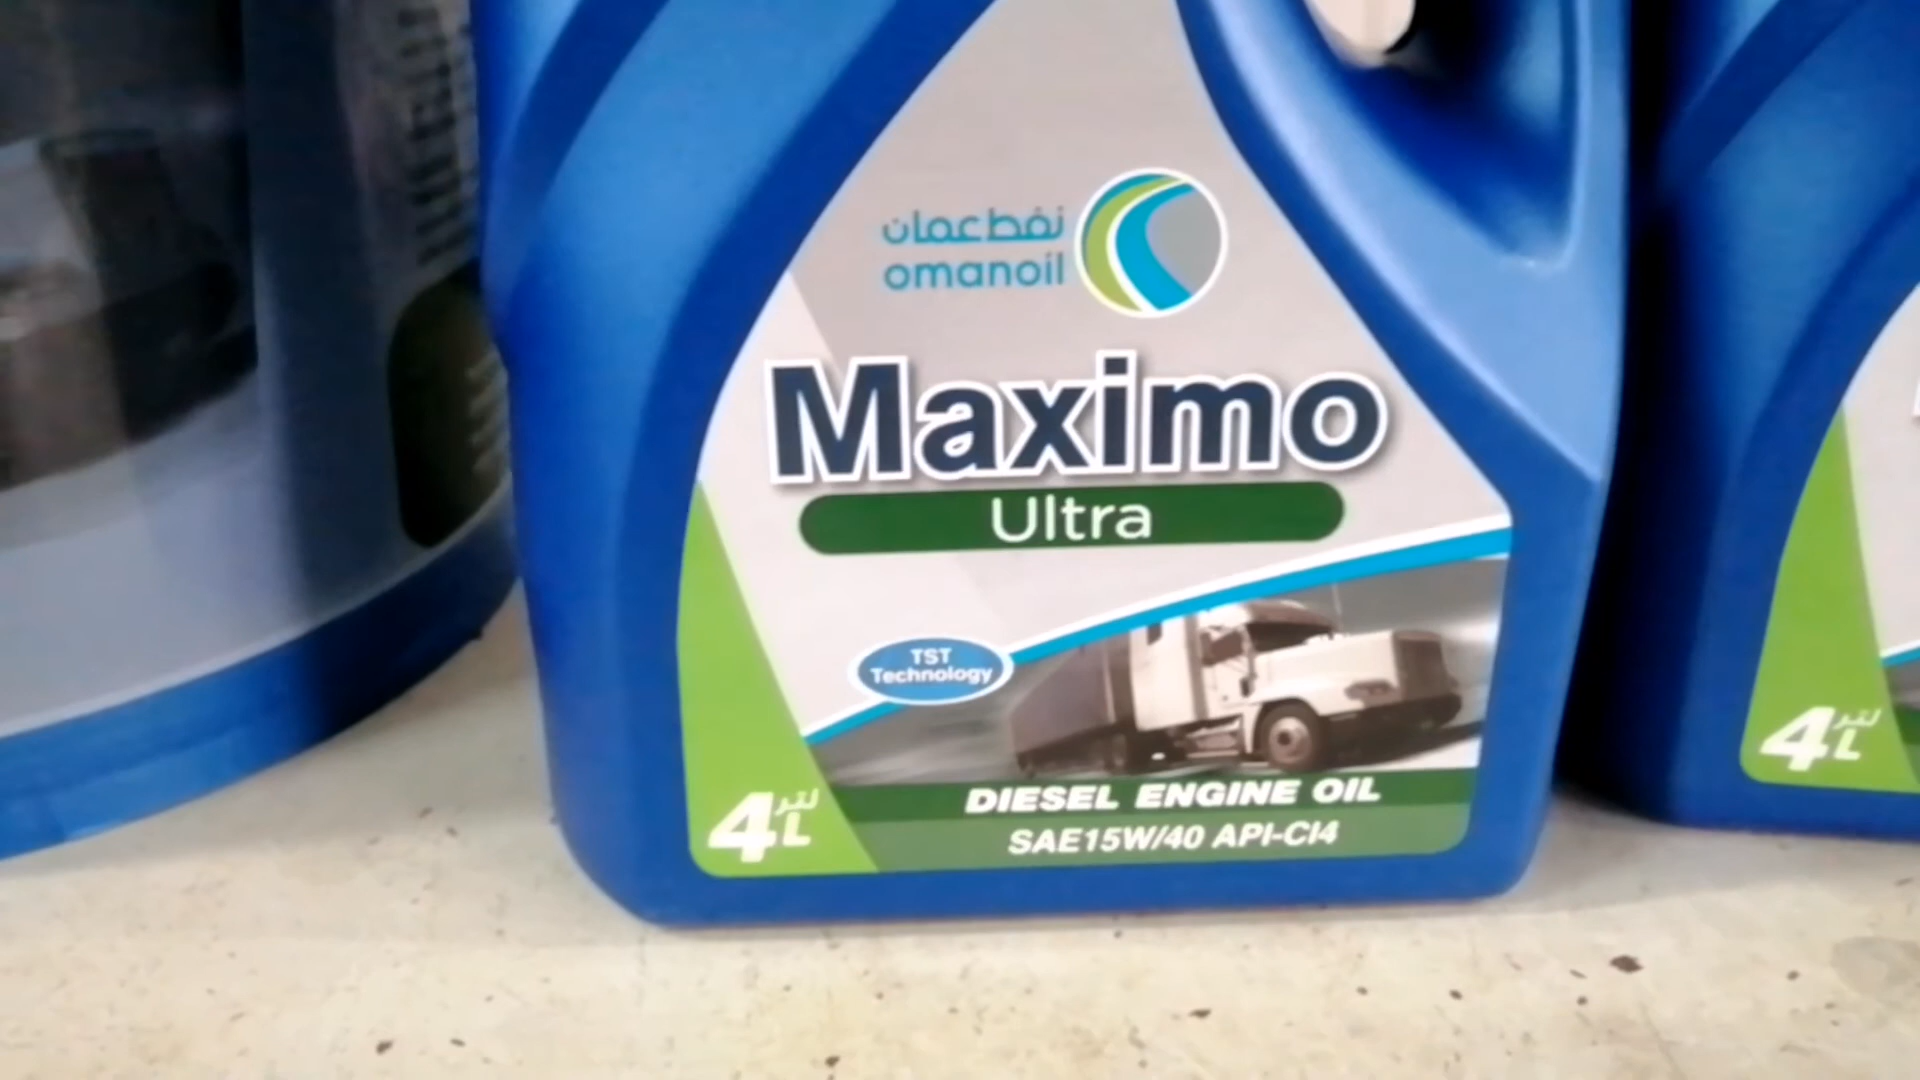 نفط عمان
omanoil
Maximo
Ultra
TST
Technology
DIESEL ENGINE OIL
SAE15W/40 API-CI4
4 لتر
L
4 لتر
L